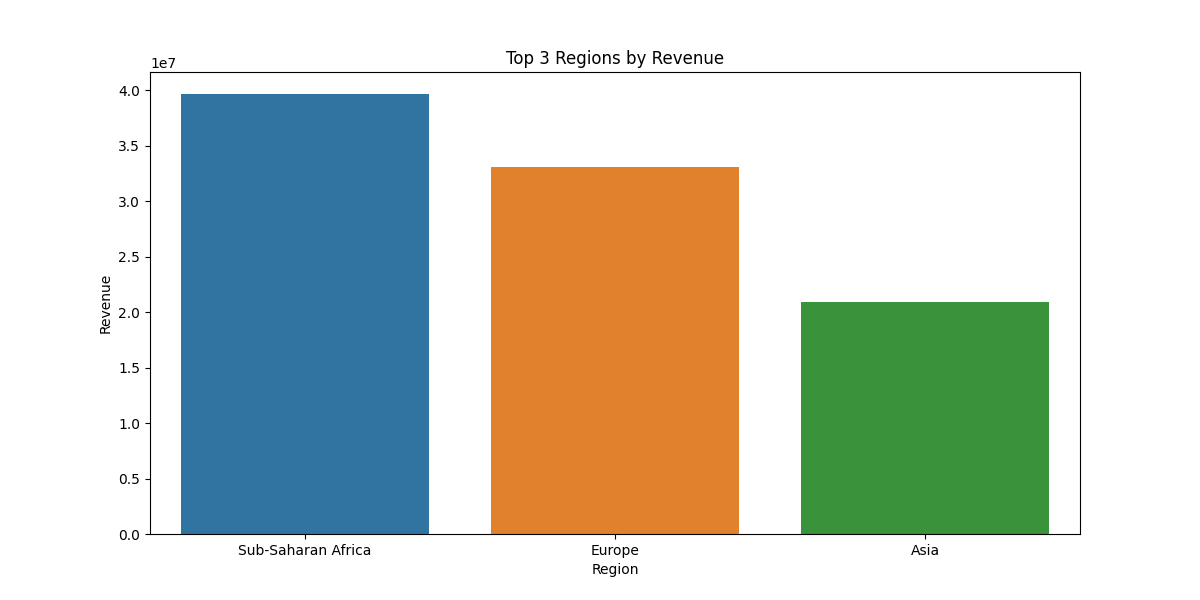 Top 3 Regions by Revenue
1e7
4.0
3.5
3.0
2.5
2.0
1.5
1.0
0.5
0.0
Revenue
Sub-Saharan Africa
Europe
Asia
Region